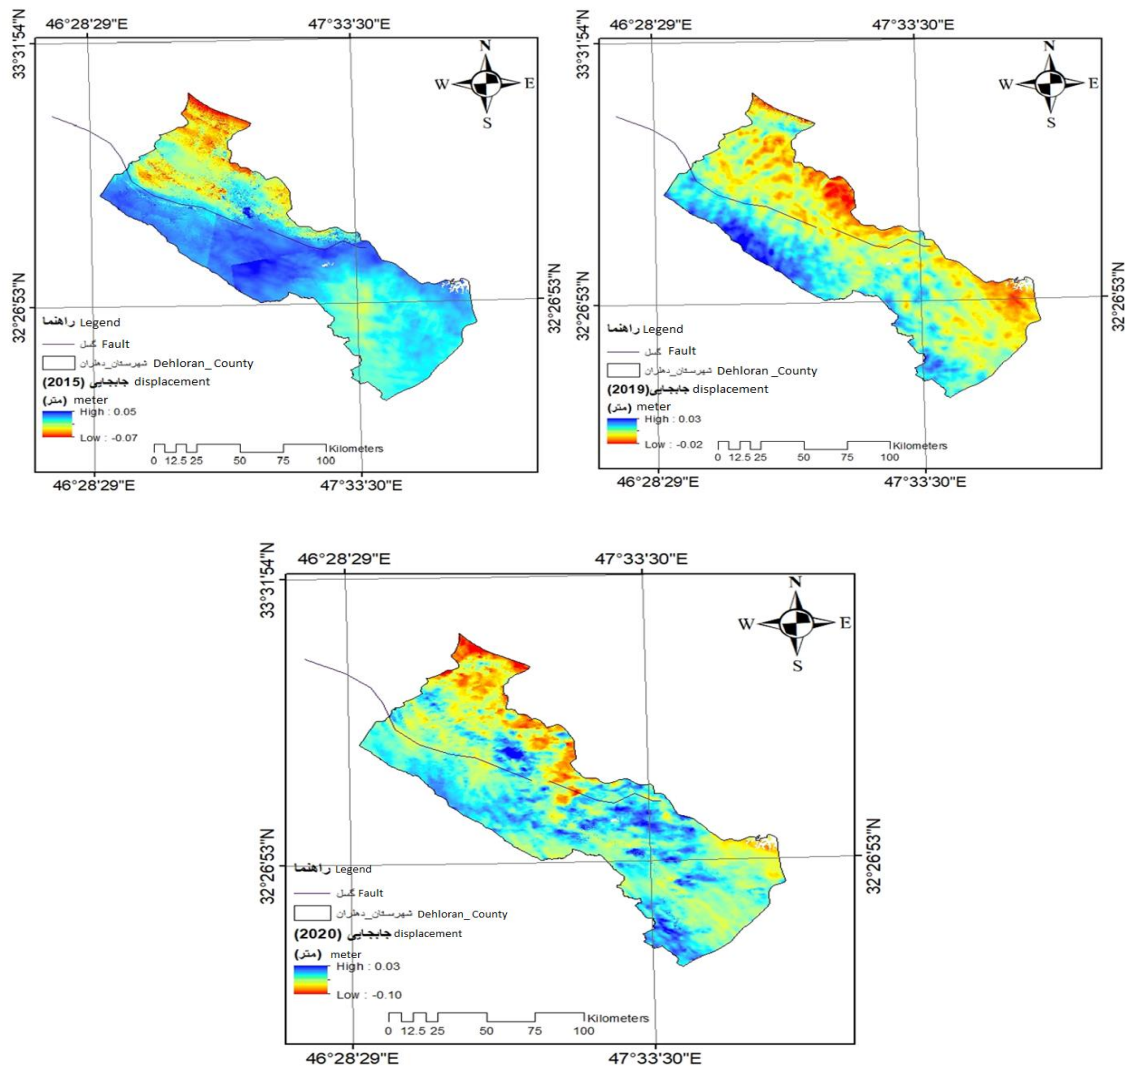 46°28'29"E 47°33'30"E
33°31'54"N
N
W E
S
32°26'53"N
32°26'53"N
راهنما Legend
گسل Fault
شهرستان_دهلران Dehloran_ County
جابجایی (2015) displacement
(متر) meter
High : 0.05
Low : -0.07
Kilometers
0 12.5 25 50 75 100
46°28'29"E 47°33'30"E
46°28'29"E 47°33'30"E
33°31'54"N
N
W E
S
32°26'53"N
32°26'53"N
راهنما Legend
گسل Fault
شهرستان_دهلران Dehloran _County
جابجایی(2019) displacement
(متر) meter
High : 0.03
Low : -0.02
Kilometers
0 12.5 25 50 75 100
46°28'29"E 47°33'30"E
46°28'29"E 47°33'30"E
33°31'54"N
N
W E
S
32°26'53"N
32°26'53"N
راهنما Legend
گسل Fault
شهرستان_دهلران Dehloran_ County
جابجایی (2020) displacement
(متر) meter
High : 0.03
Low : -0.10
Kilometers
0 12.5 25 50 75 100
46°28'29"E 47°33'30"E